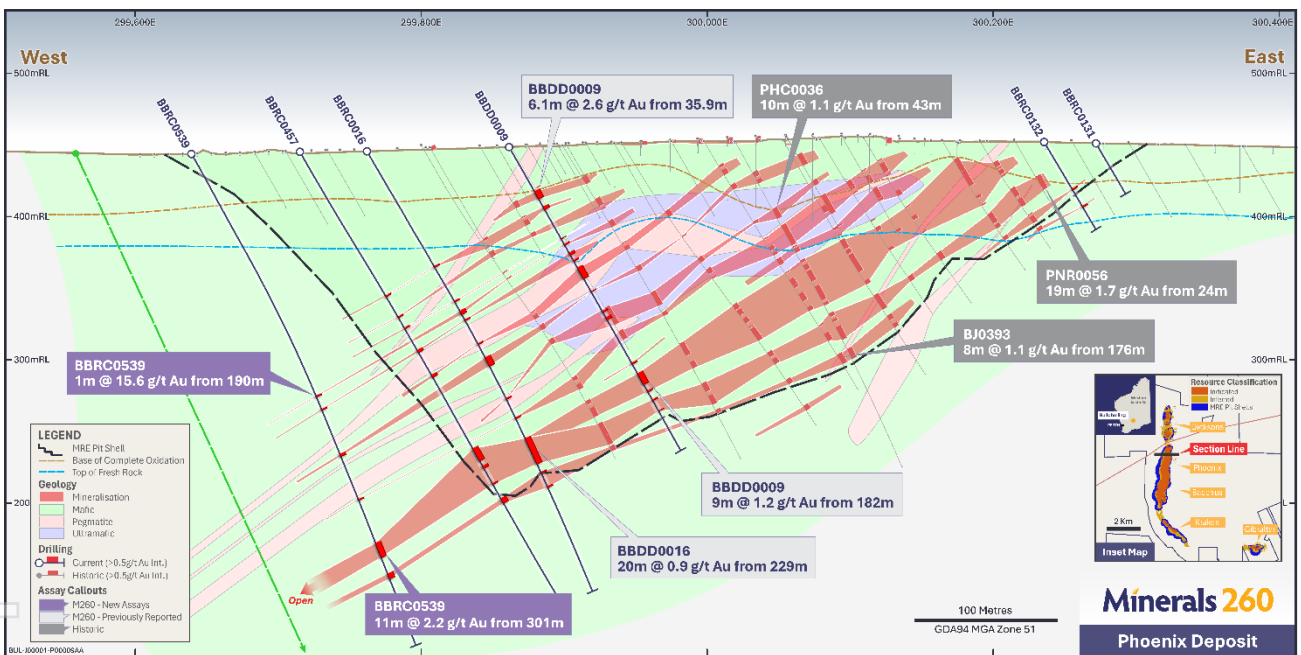 299,600E
299,800E
300,000E
300,200E
300,400E
West
East
500mRL
500mRL
BBRC0539
BBRC0457
BBRC0016
BBDD0009
BBRC0132
BBRC0131
BBDD0009
6.1m @ 2.6 g/t Au from 35.9m
PHC0036
10m @ 1.1 g/t Au from 43m
400mRL
400mRL
PNR0056
19m @ 1.7 g/t Au from 24m
BJ0393
8m @ 1.1 g/t Au from 176m
300mRL
300mRL
BBRC0539
1m @ 15.6 g/t Au from 190m
BBDD0009
9m @ 1.2 g/t Au from 182m
BBDD0016
20m @ 0.9 g/t Au from 229m
BBRC0539
11m @ 2.2 g/t Au from 301m
Open
200
LEGEND
MRE Pit Shell
Base of Complete Oxidation
Top of Fresh Rock
Geology
Mineralisation
Mafic
Pegmatite
Ultramafic
Drilling
Current (>0.5g/t Au Int.)
Historic (>0.5g/t Au Int.)
Assay Callouts
M260 - New Assays
M260 - Previously Reported
Historic
BUL-J00001-P0000SAA
100 Metres
GDA94 MGA Zone 51
Resource Classification
Indicated
Inferred
MRE Pit Shells
Section Line
Phoenix
Bacchus
Kraken
Gibraltar
2 Km
Inset Map
Minerals 260
Phoenix Deposit